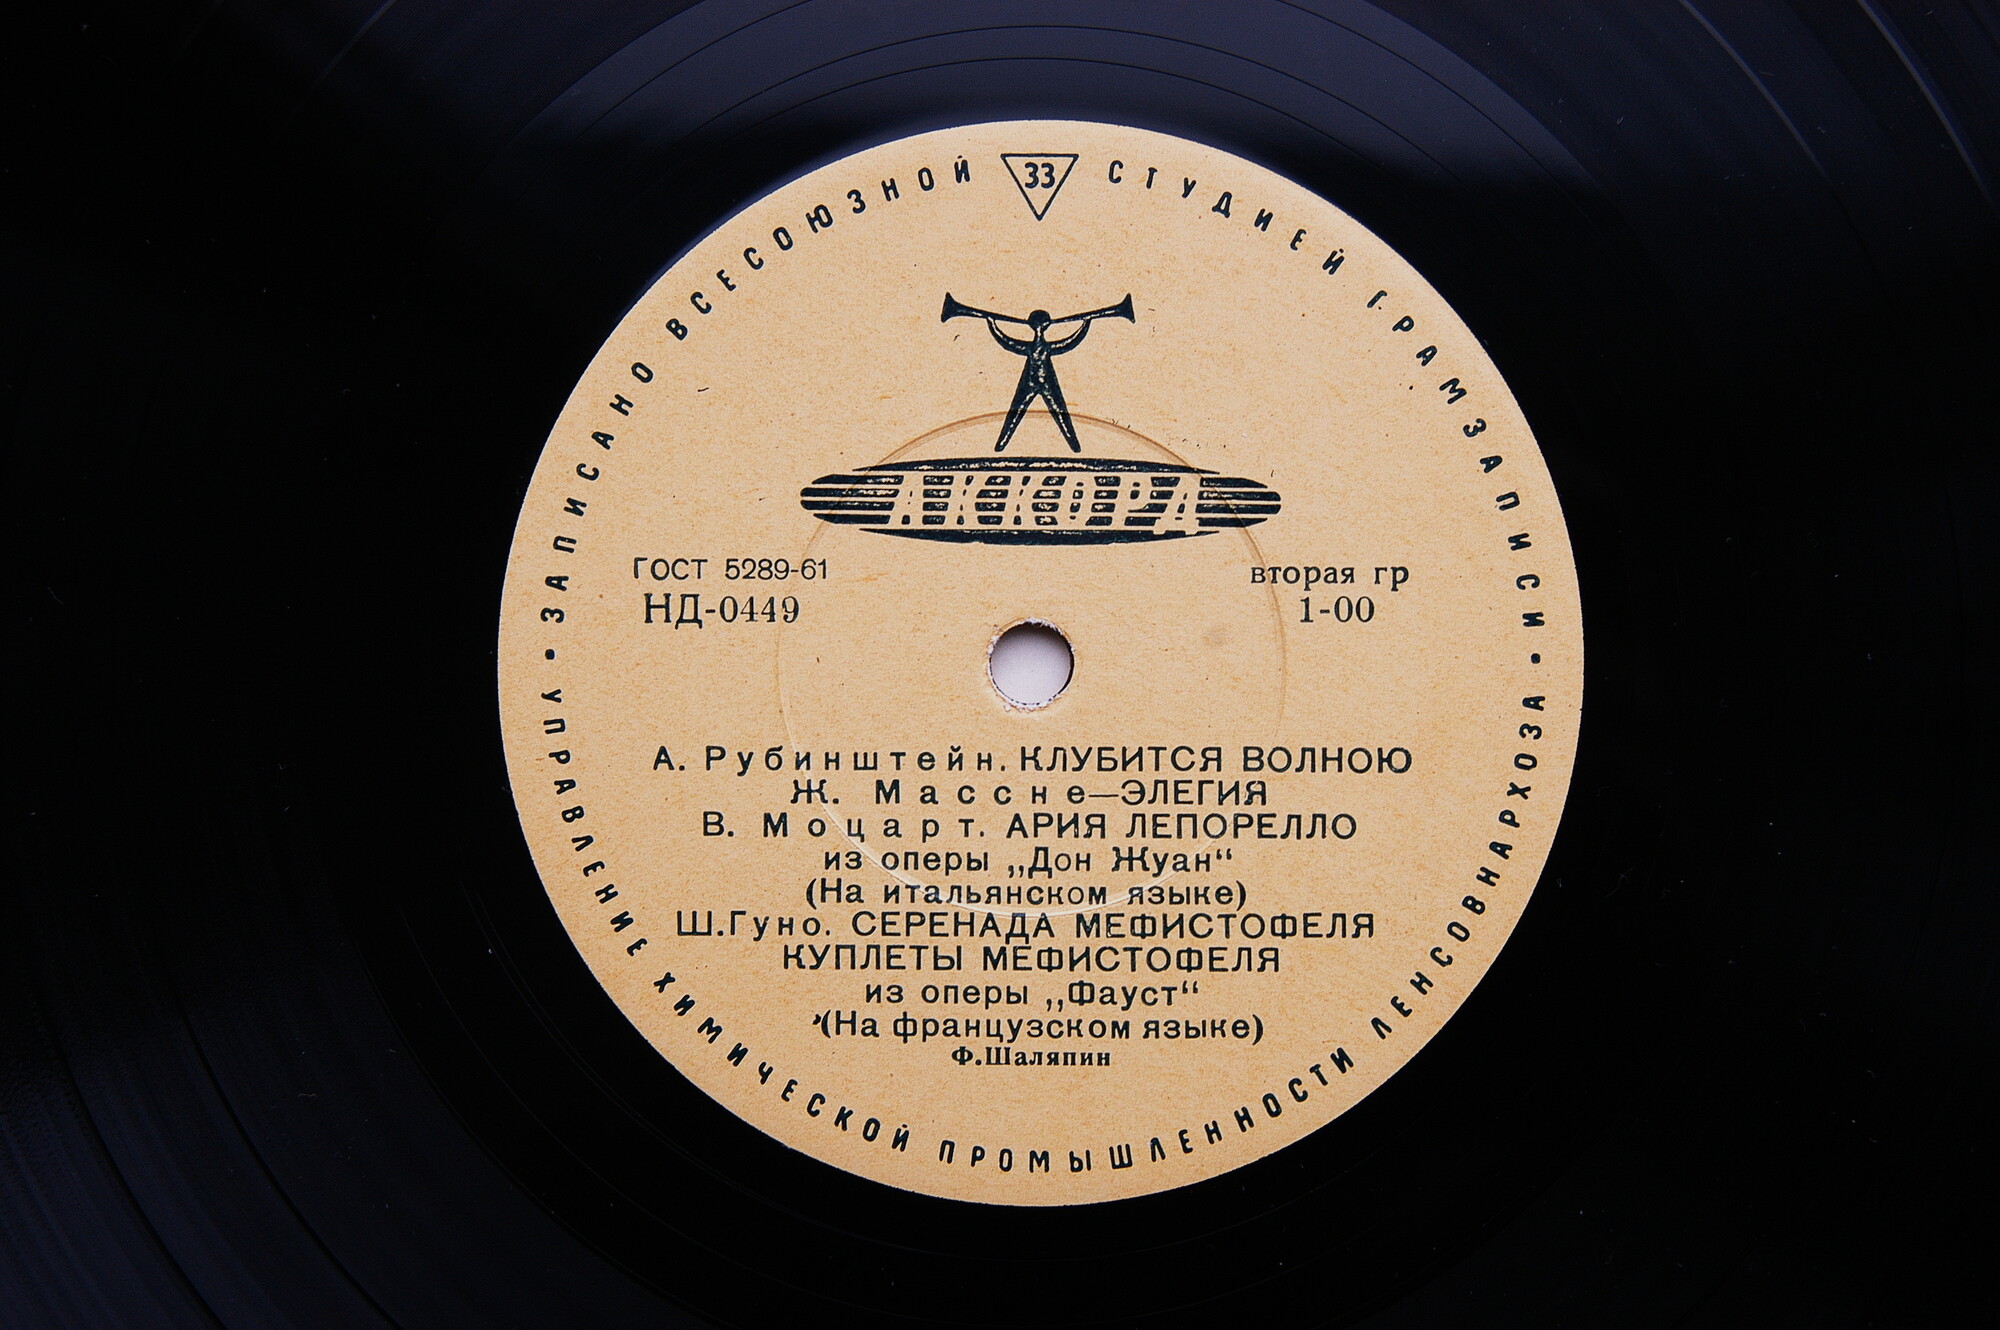 ЗАПИСАНО ВСЕСОЮЗНОЙ 33 СТУДИЕЙ ГРАМЗАПИСИ •
АККОРД
ГОСТ 5289-61
НД-0449
вторая гр
1-00
А. Рубинштейн. КЛУБИТСЯ ВОЛНОЮ
Ж. Массне—ЭЛЕГИЯ
В. Моцарт. АРИЯ ЛЕПОРЕЛЛО
из оперы „Дон Жуан“
(На итальянском языке)
Ш.Гуно. СЕРЕНАДА МЕФИСТОФЕЛЯ
КУПЛЕТЫ МЕФИСТОФЕЛЯ
из оперы „Фауст“
(На французском языке)
Ф.Шаляпин
УПРАВЛЕНИЕ ХИМИЧЕСКОЙ ПРОМЫШЛЕННОСТИ ЛЕНСОВНАРХОЗА •